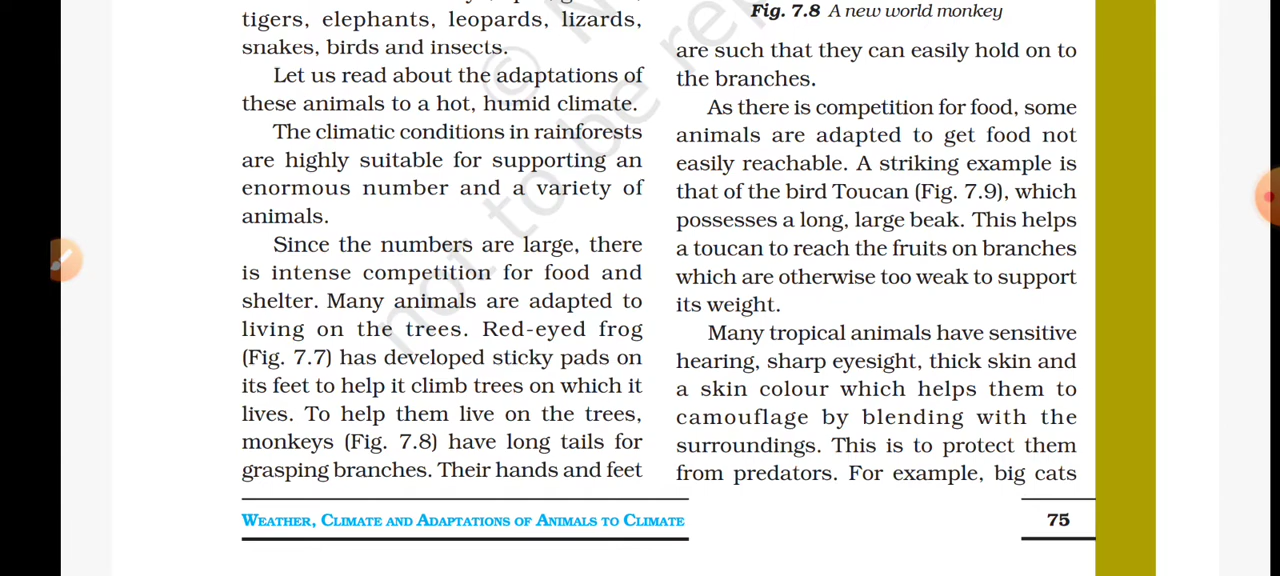 tigers, elephants, leopards, lizards,
snakes, birds and insects.
Let us read about the adaptations of
these animals to a hot, humid climate.
The climatic conditions in rainforests
are highly suitable for supporting an
enormous number and a variety of
animals.
Since the numbers are large, there
is intense competition for food and
shelter. Many animals are adapted to
living on the trees. Red-eyed frog
(Fig. 7.7) has developed sticky pads on
its feet to help it climb trees on which it
lives. To help them live on the trees,
monkeys (Fig. 7.8) have long tails for
grasping branches. Their hands and feet
Fig. 7.8 A new world monkey
are such that they can easily hold on to
the branches.
As there is competition for food, some
animals are adapted to get food not
easily reachable. A striking example is
that of the bird Toucan (Fig. 7.9), which
possesses a long, large beak. This helps
a toucan to reach the fruits on branches
which are otherwise too weak to support
its weight.
Many tropical animals have sensitive
hearing, sharp eyesight, thick skin and
a skin colour which helps them to
camouflage by blending with the
surroundings. This is to protect them
from predators. For example, big cats
WEATHER, CLIMATE AND ADAPTATIONS OF ANIMALS TO CLIMATE
75
© N
not to be re